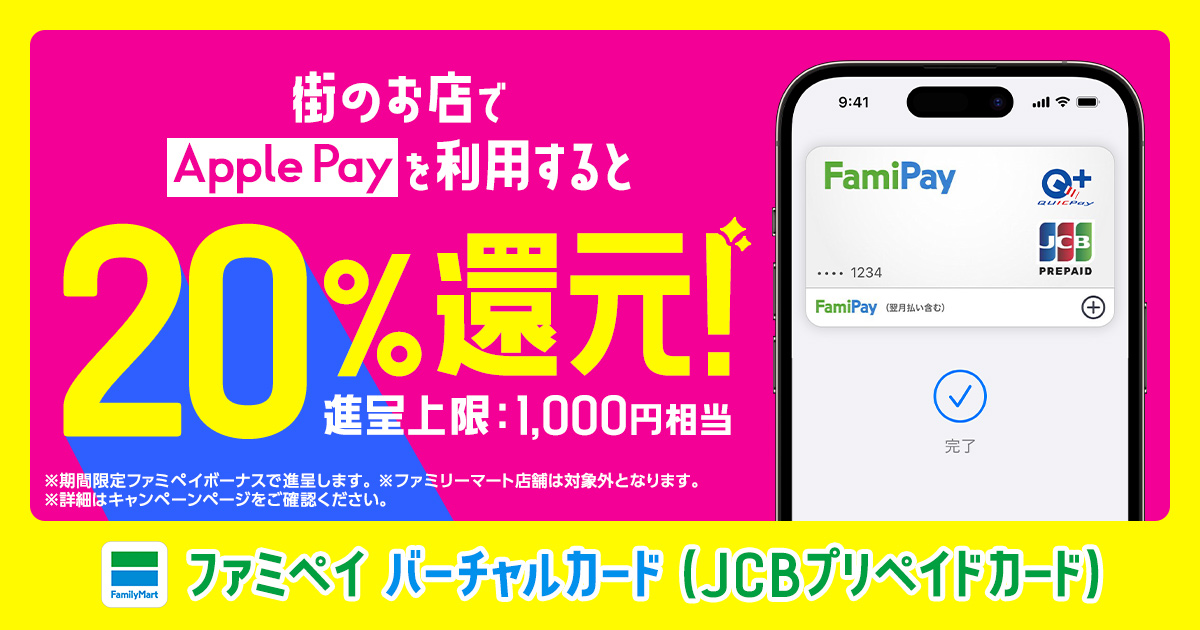 街のお店で
Apple Payを利用すると
20%還元!
進呈上限:1,000円相当
※期間限定ファミペイボーナスで進呈します。※ファミリーマート店舗は対象外となります。
※詳細はキャンペーンページをご確認ください。
9:41
FamiPay
Q+
QUICPay
JCB
PREPAID
•••• 1234
FamiPay (翌月払い含む)
完了
FamilyMart
ファミペイ バーチャルカード (JCBプリペイドカード)